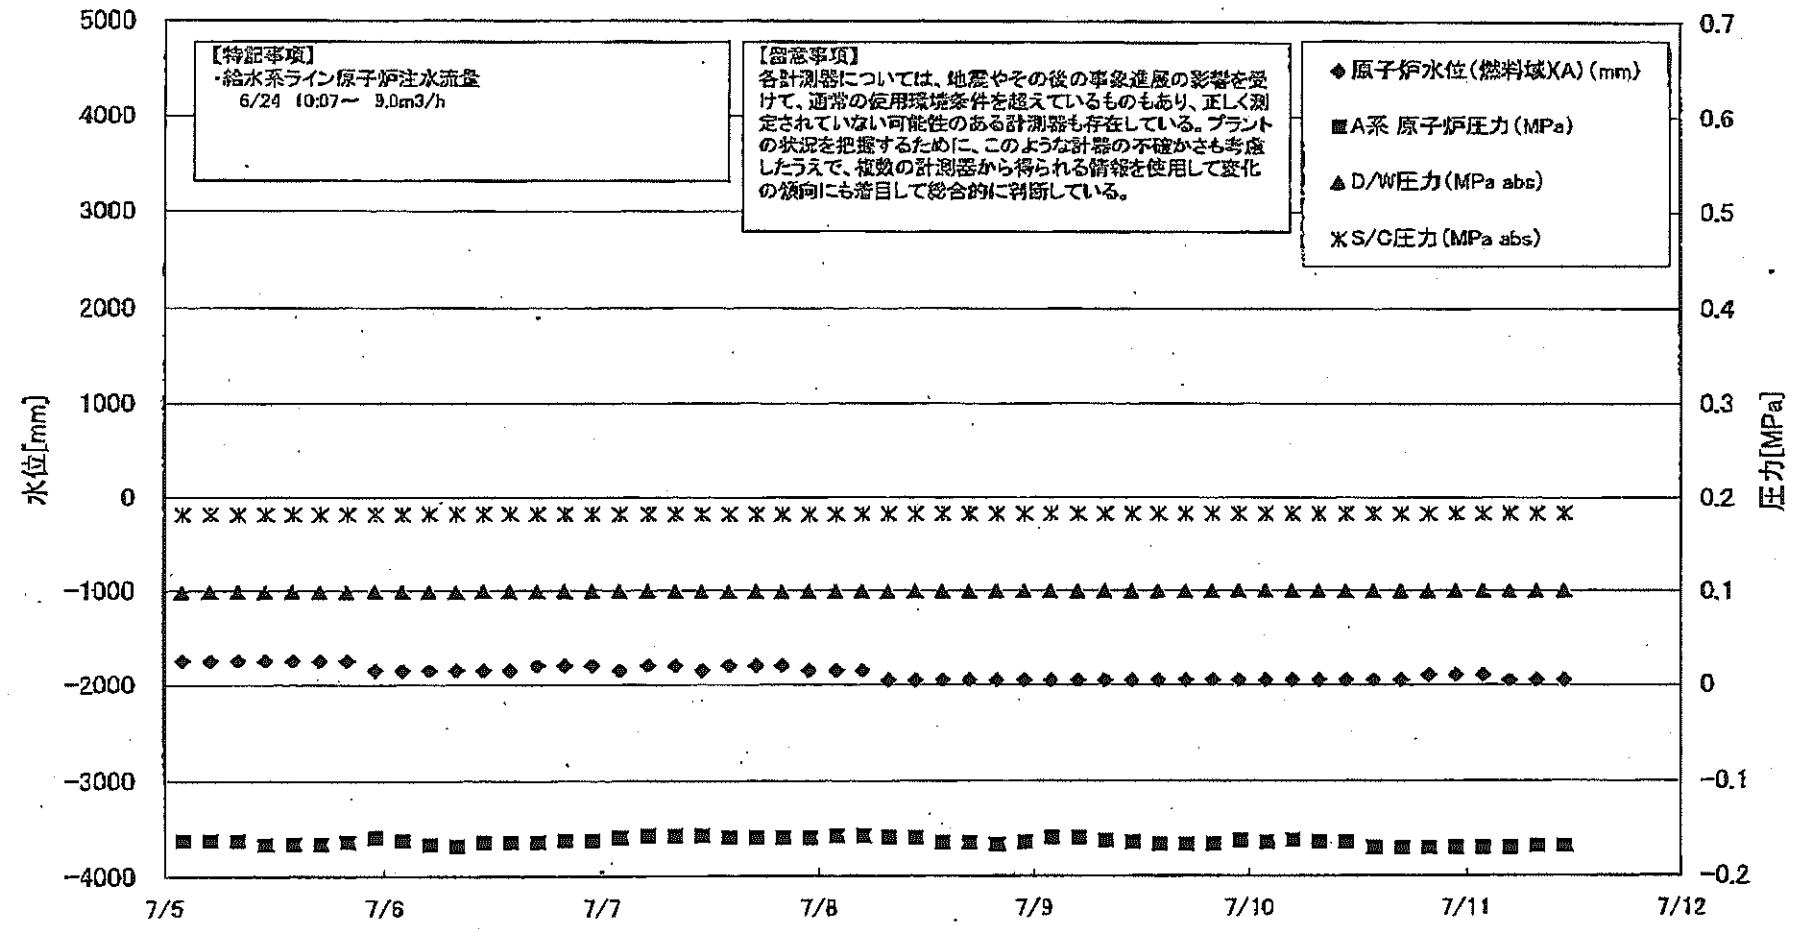 5000
4000
3000
2000
1000
0
-1000
-2000
-3000
-4000
水位[mm]
【特記事項】
・給水系ライン原子炉注水流量
6/24 10:07～ 9.0m3/h
【留意事項】
各計測器については、地震やその後の事象進展の影響を受
けて、通常の使用環境条件を超えているものもあり、正しく測
定されていない可能性のある計測器も存在している。プラント
の状況を把握するために、このような計器の不確かさも考慮
したうえで、複数の計測器から得られる情報を使用して変化
の傾向にも着目して総合的に判断している。
◆原子炉水位(燃料域)(A)(mm)
■A系 原子炉圧力(MPa)
▲D/W圧力(MPa abs)
S/C圧力(MPa abs)
0.7
0.6
0.5
0.4
0.3
0.2
0.1
0
-0.1
-0.2
圧力[MPa]
7/5 7/6 7/7 7/8 7/9 7/10 7/11 7/12